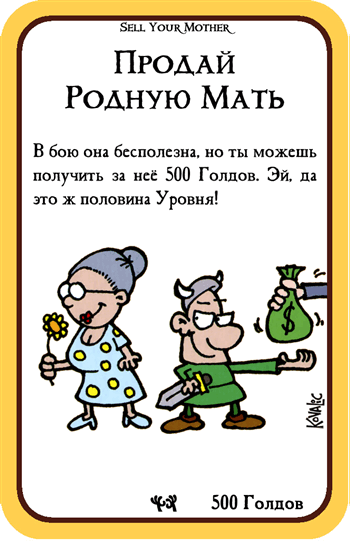 Sell Your Mother
Продай
Родную Мать
В бою она бесполезна, но ты можешь
получить за неё 500 Голдов. Эй, да
это ж половина Уровня!
$
Kovalic
500 Голдов